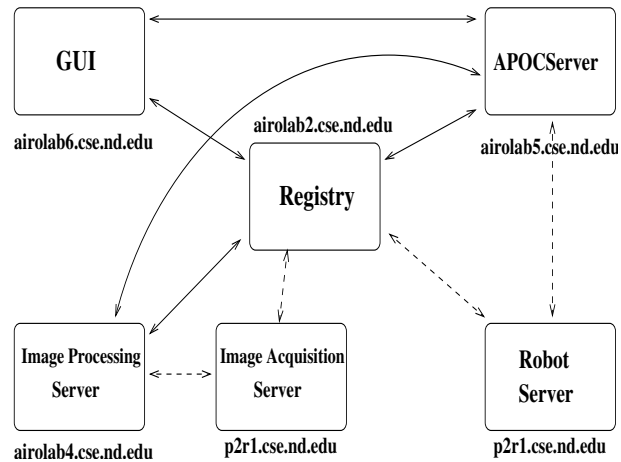 GUI
APOCServer
airolab6.cse.nd.edu
airolab2.cse.nd.edu
airolab5.cse.nd.edu
Registry
Image Processing
Server
Image Acquisition
Server
Robot
Server
airolab4.cse.nd.edu
p2r1.cse.nd.edu
p2r1.cse.nd.edu